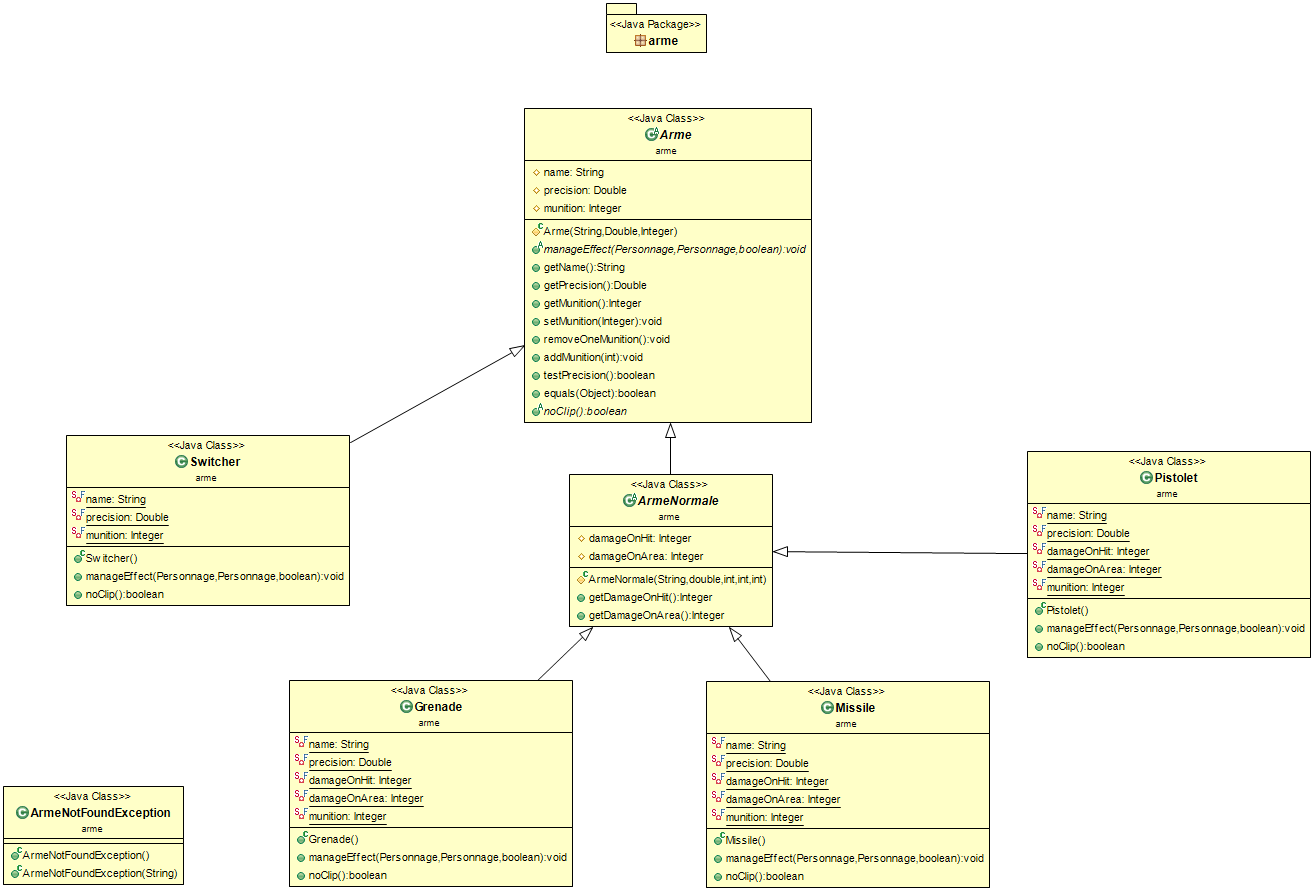 <<Java Package>>
arme
<<Java Class>>
Arme
arme
name: String
precision: Double
munition: Integer
Arme(String,Double,Integer)
manageEffect(Personnage,Personnage,boolean):void
getName():String
getPrecision():Double
getMunition():Integer
setMunition(Integer):void
removeOneMunition():void
addMunition(int):void
testPrecision():boolean
equals(Object):boolean
noClip():boolean
<<Java Class>>
Switcher
arme
name: String
precision: Double
munition: Integer
Switcher()
manageEffect(Personnage,Personnage,boolean):void
noClip():boolean
<<Java Class>>
ArmeNormale
arme
damageOnHit: Integer
damageOnArea: Integer
ArmeNormale(String,double,int,int,int)
getDamageOnHit():Integer
getDamageOnArea():Integer
<<Java Class>>
Pistolet
arme
name: String
precision: Double
damageOnHit: Integer
damageOnArea: Integer
munition: Integer
Pistolet()
manageEffect(Personnage,Personnage,boolean):void
noClip():boolean
<<Java Class>>
Grenade
arme
name: String
precision: Double
damageOnHit: Integer
damageOnArea: Integer
munition: Integer
Grenade()
manageEffect(Personnage,Personnage,boolean):void
noClip():boolean
<<Java Class>>
Missile
arme
name: String
precision: Double
damageOnHit: Integer
damageOnArea: Integer
munition: Integer
Missile()
manageEffect(Personnage,Personnage,boolean):void
noClip():boolean
<<Java Class>>
ArmeNotFoundException
arme
ArmeNotFoundException()
ArmeNotFoundException(String)